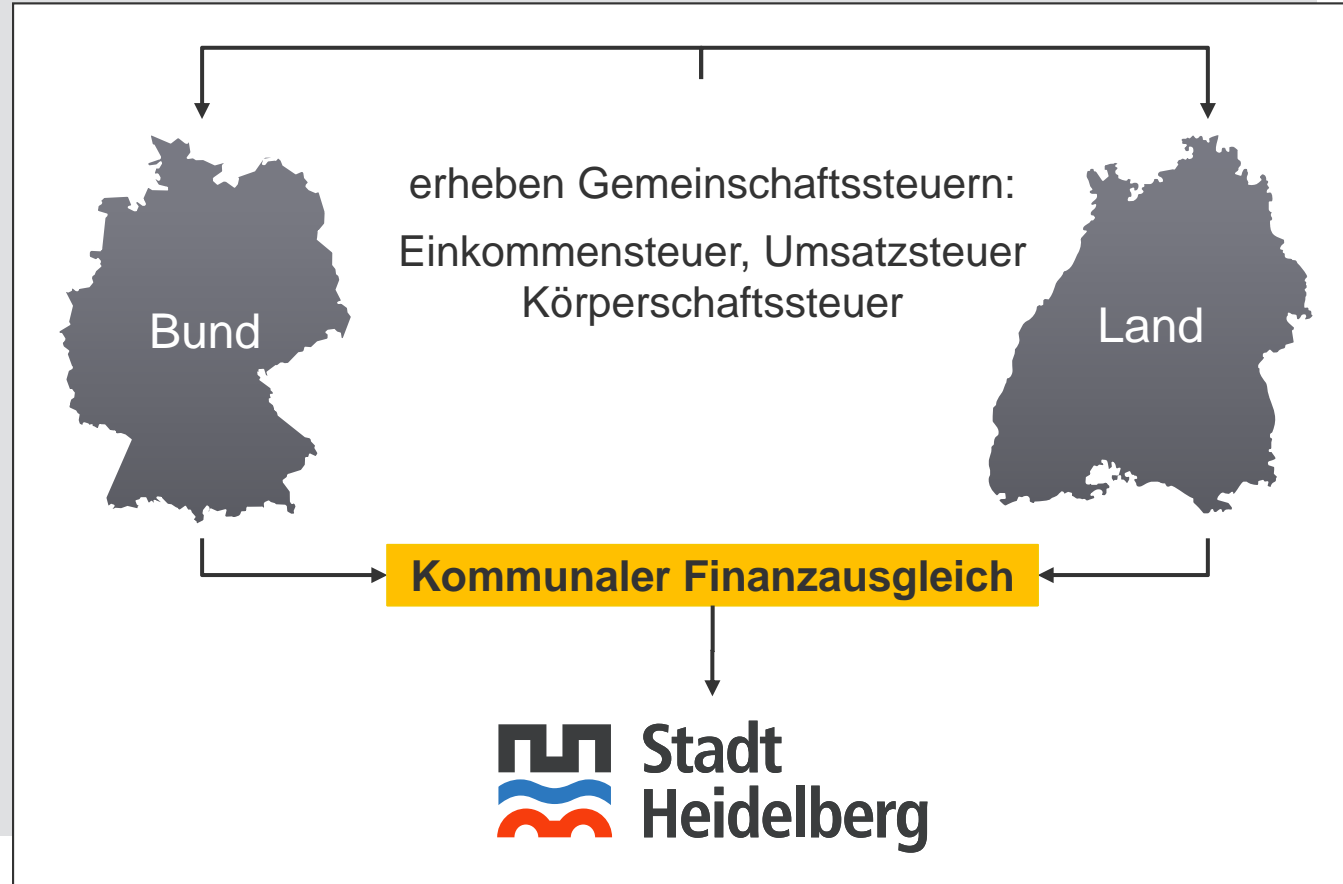 erheben Gemeinschaftssteuern:
Einkommensteuer, Umsatzsteuer
Körperschaftssteuer
Bund
Land
Kommunaler Finanzausgleich
Stadt
Heidelberg